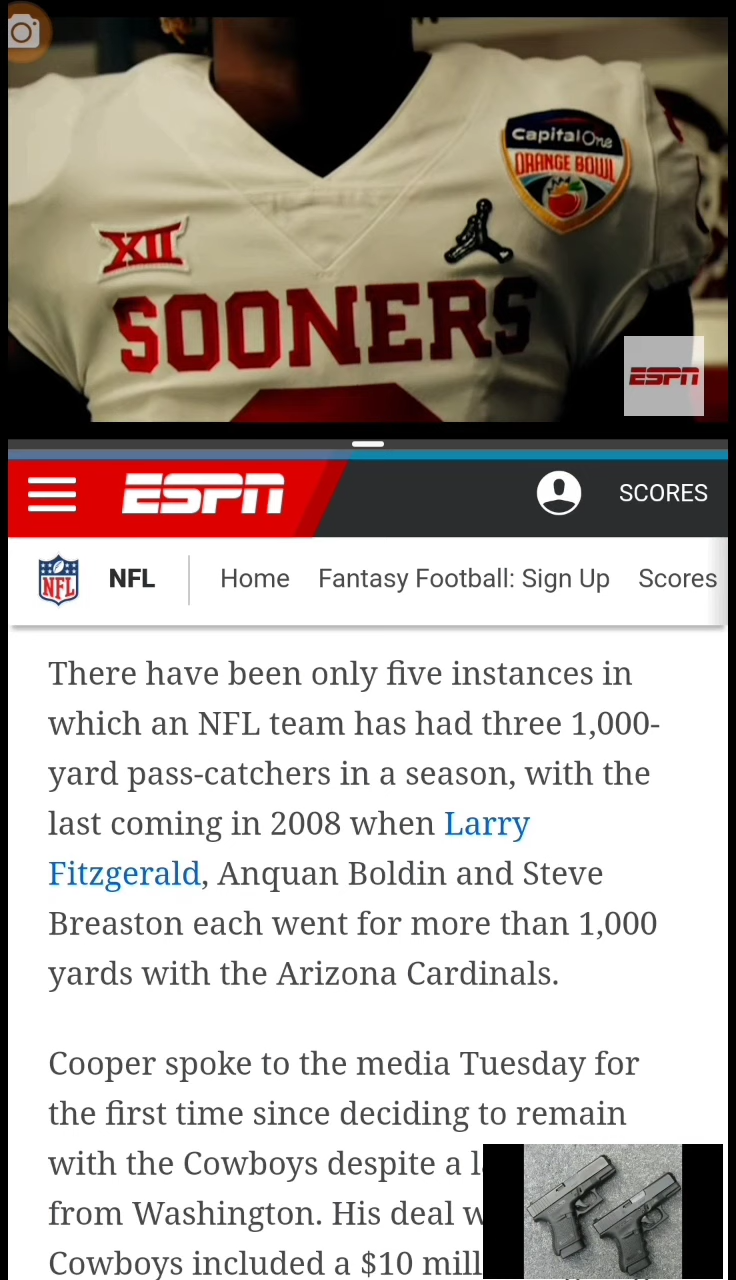 CapitalOne
ORANGE BOWL
XII
SOONERS
ESPN
ESPN
SCORES
NFL
NFL
Home
Fantasy Football: Sign Up
Scores
There have been only five instances in
which an NFL team has had three 1,000-
yard pass-catchers in a season, with the
last coming in 2008 when Larry
Fitzgerald, Anquan Boldin and Steve
Breaston each went for more than 1,000
yards with the Arizona Cardinals.
Cooper spoke to the media Tuesday for
the first time since deciding to remain
with the Cowboys despite a
from Washington. His deal
Cowboys included a $10